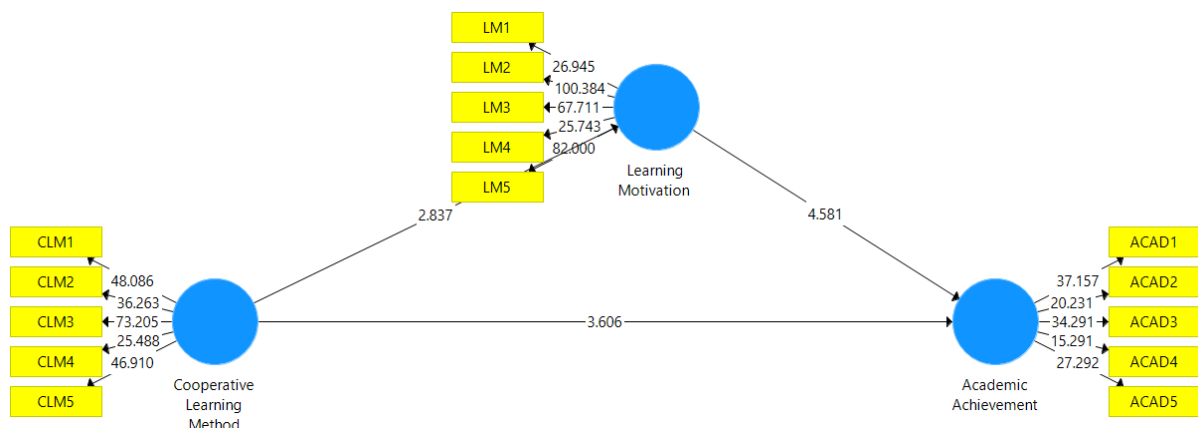 LM1
26.945
LM2
100.384
LM3
67.711
LM4
25.743
LM5
82.000
Learning
Motivation
2.837
4.581
CLM1
48.086
CLM2
36.263
CLM3
73.205
CLM4
25.488
CLM5
46.910
Cooperative
Learning
Method
3.606
ACAD1
37.157
ACAD2
20.231
ACAD3
34.291
ACAD4
15.291
ACAD5
27.292
Academic
Achievement